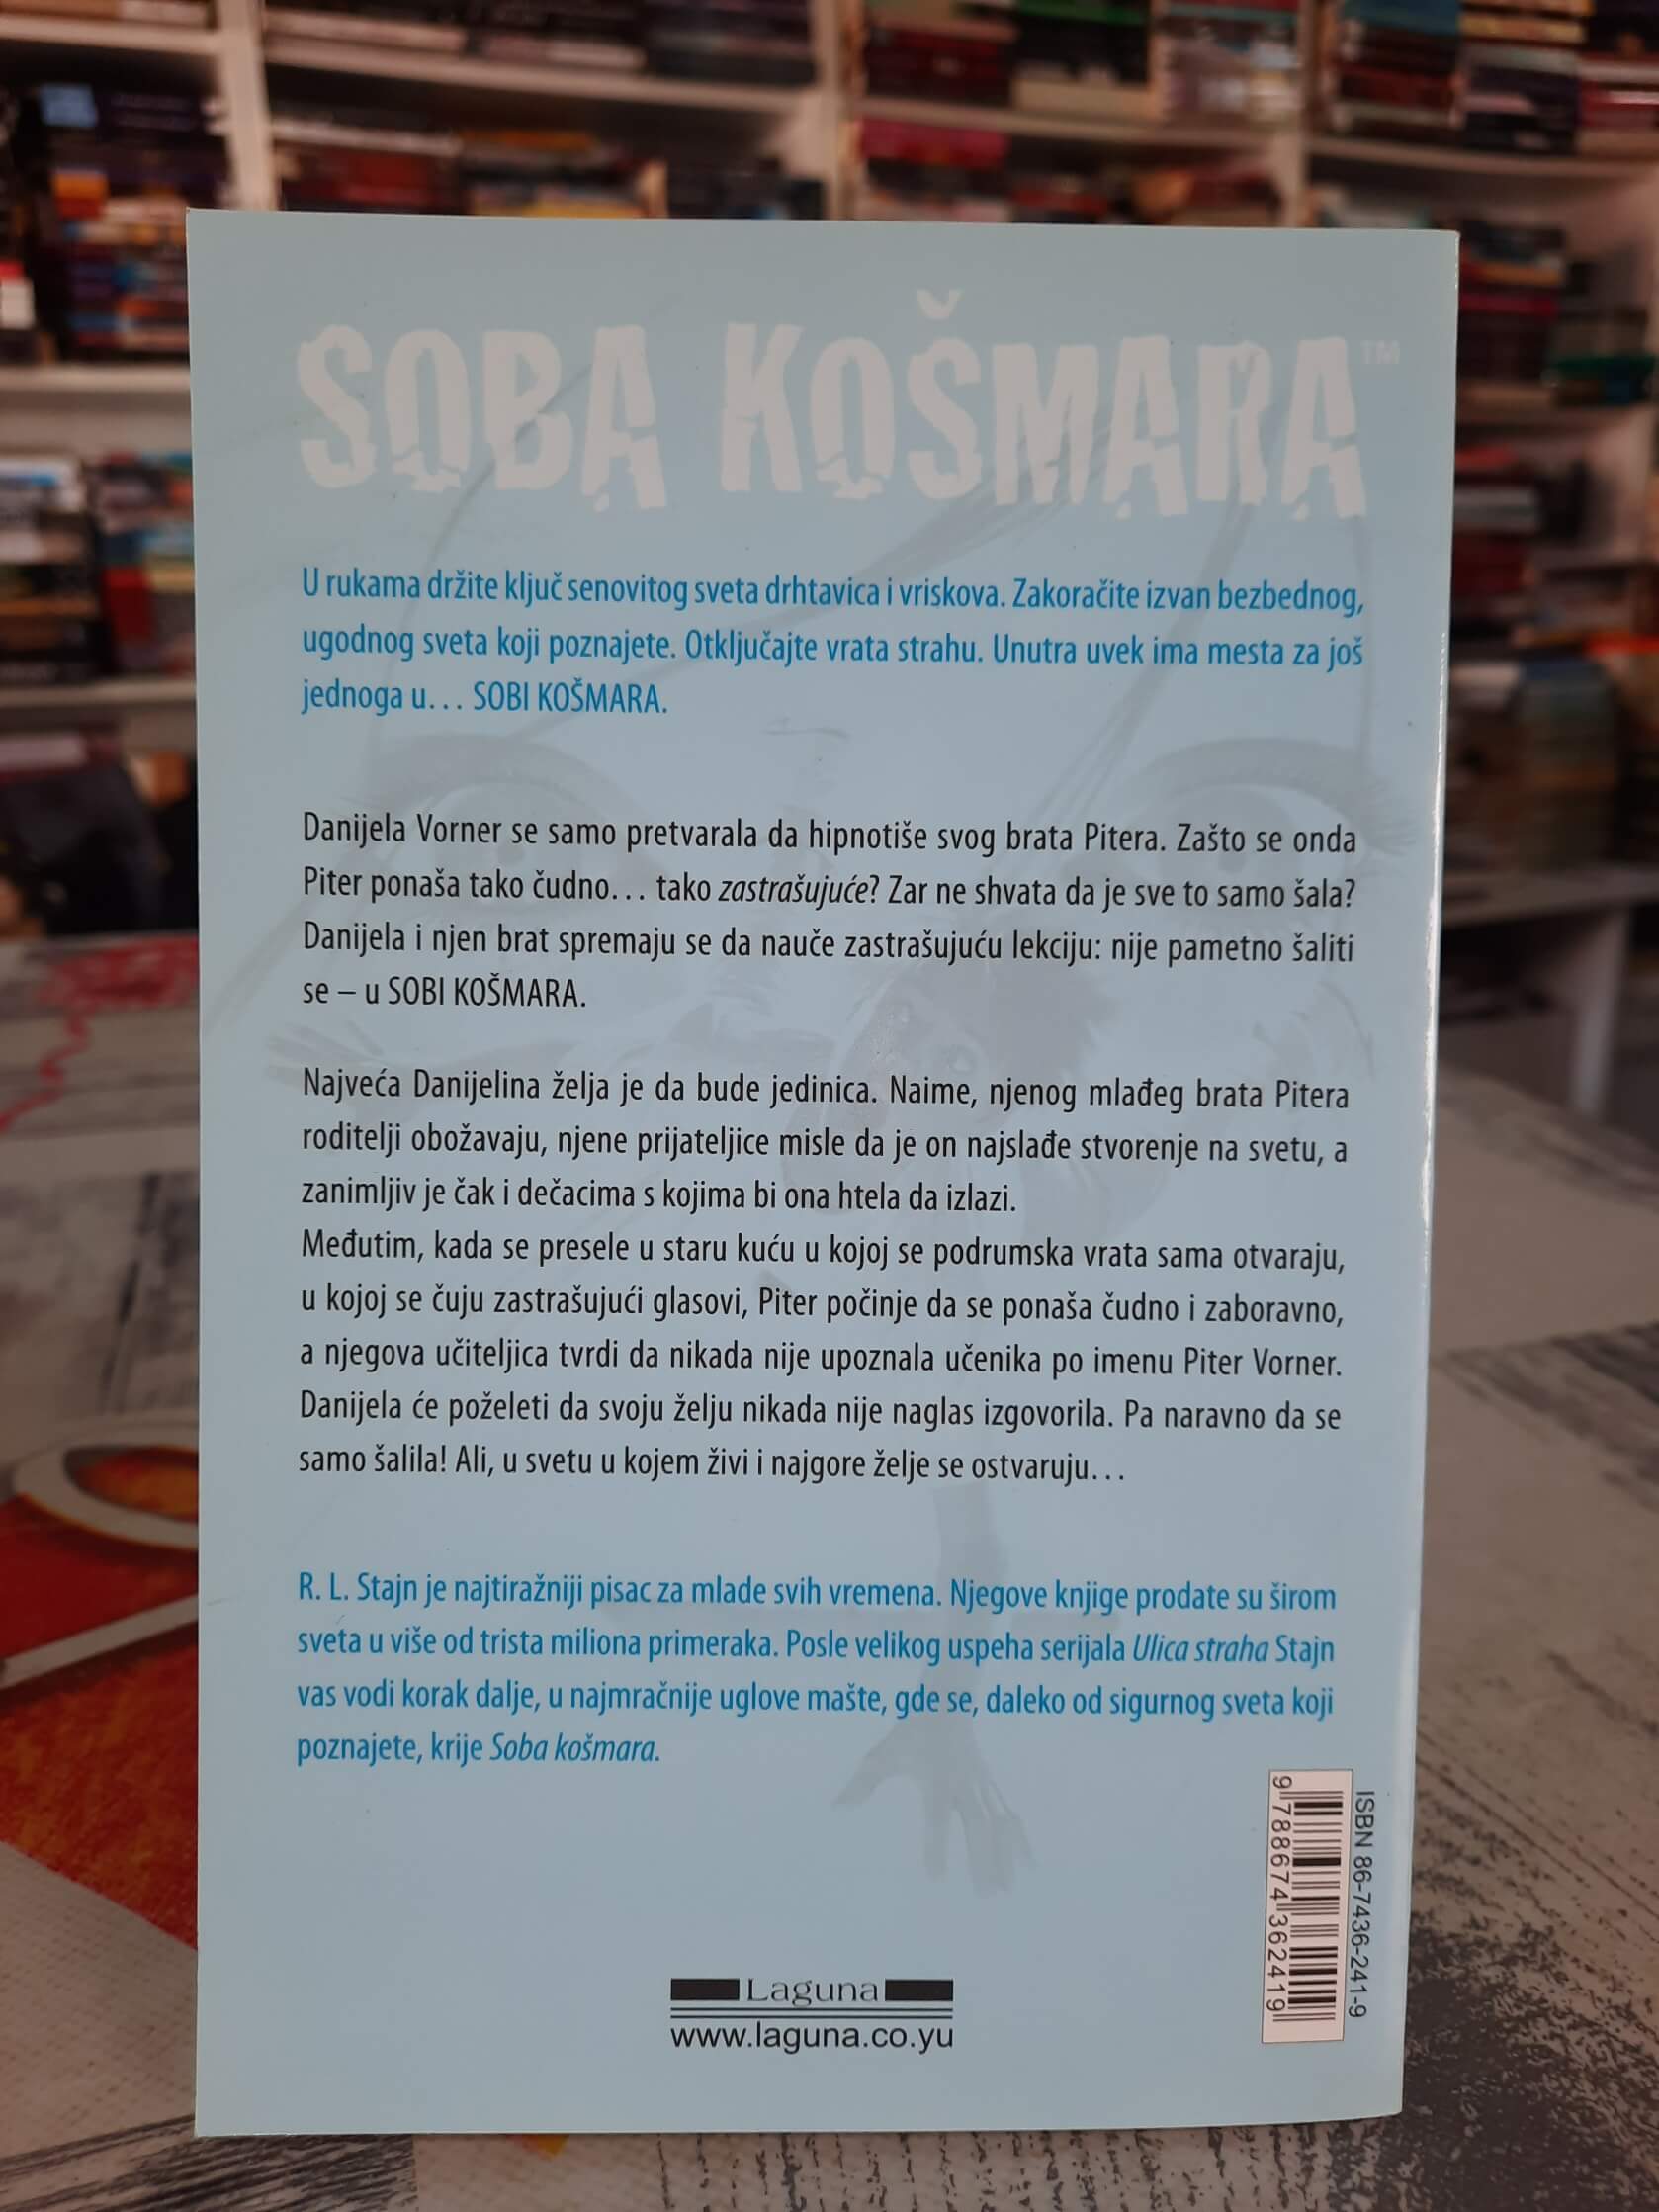 SOBA KOŠMARA™
U rukama držite ključ senovitog sveta drhtavica i vriskova. Zakoračite izvan bezbednog,
ugodnog sveta koji poznajete. Otključajte vrata strahu. Unutra uvek ima mesta za još
jednoga u... SOBI KOŠMARA.
Danijela Vorner se samo pretvarala da hipnotiše svog brata Pitera. Zašto se onda
Piter ponaša tako čudno... tako zastrašujuće? Zar ne shvata da je sve to samo šala?
Danijela i njen brat spremaju se da nauče zastrašujuću lekciju: nije pametno šaliti
se – u SOBI KOŠMARA.
Najveća Danijelina želja je da bude jedinica. Naime, njenog mlađeg brata Pitera
roditelji obožavaju, njene prijateljice misle da je on najslađe stvorenje na svetu, a
zanimljiv je čak i dečacima s kojima bi ona htela da izlazi.
Međutim, kada se presele u staru kuću u kojoj se podrumska vrata sama otvaraju,
u kojoj se čuju zastrašujući glasovi, Piter počinje da se ponaša čudno i zaboravno,
a njegova učiteljica tvrdi da nikada nije upoznala učenika po imenu Piter Vorner.
Danijela će poželeti da svoju želju nikada nije naglas izgovorila. Pa naravno da se
samo šalila! Ali, u svetu u kojem živi i najgore želje se ostvaruju...
R. L. Stajn je najtiražniji pisac za mlade svih vremena. Njegove knjige prodate su širom
sveta u više od trista miliona primeraka. Posle velikog uspeha serijala Ulica straha Stajn
vas vodi korak dalje, u najmračnije uglove mašte, gde se, daleko od sigurnog sveta koji
poznajete, krije Soba košmara.
ISBN 86-7436-241-9
9 788674 362419
Laguna
www.laguna.co.yu